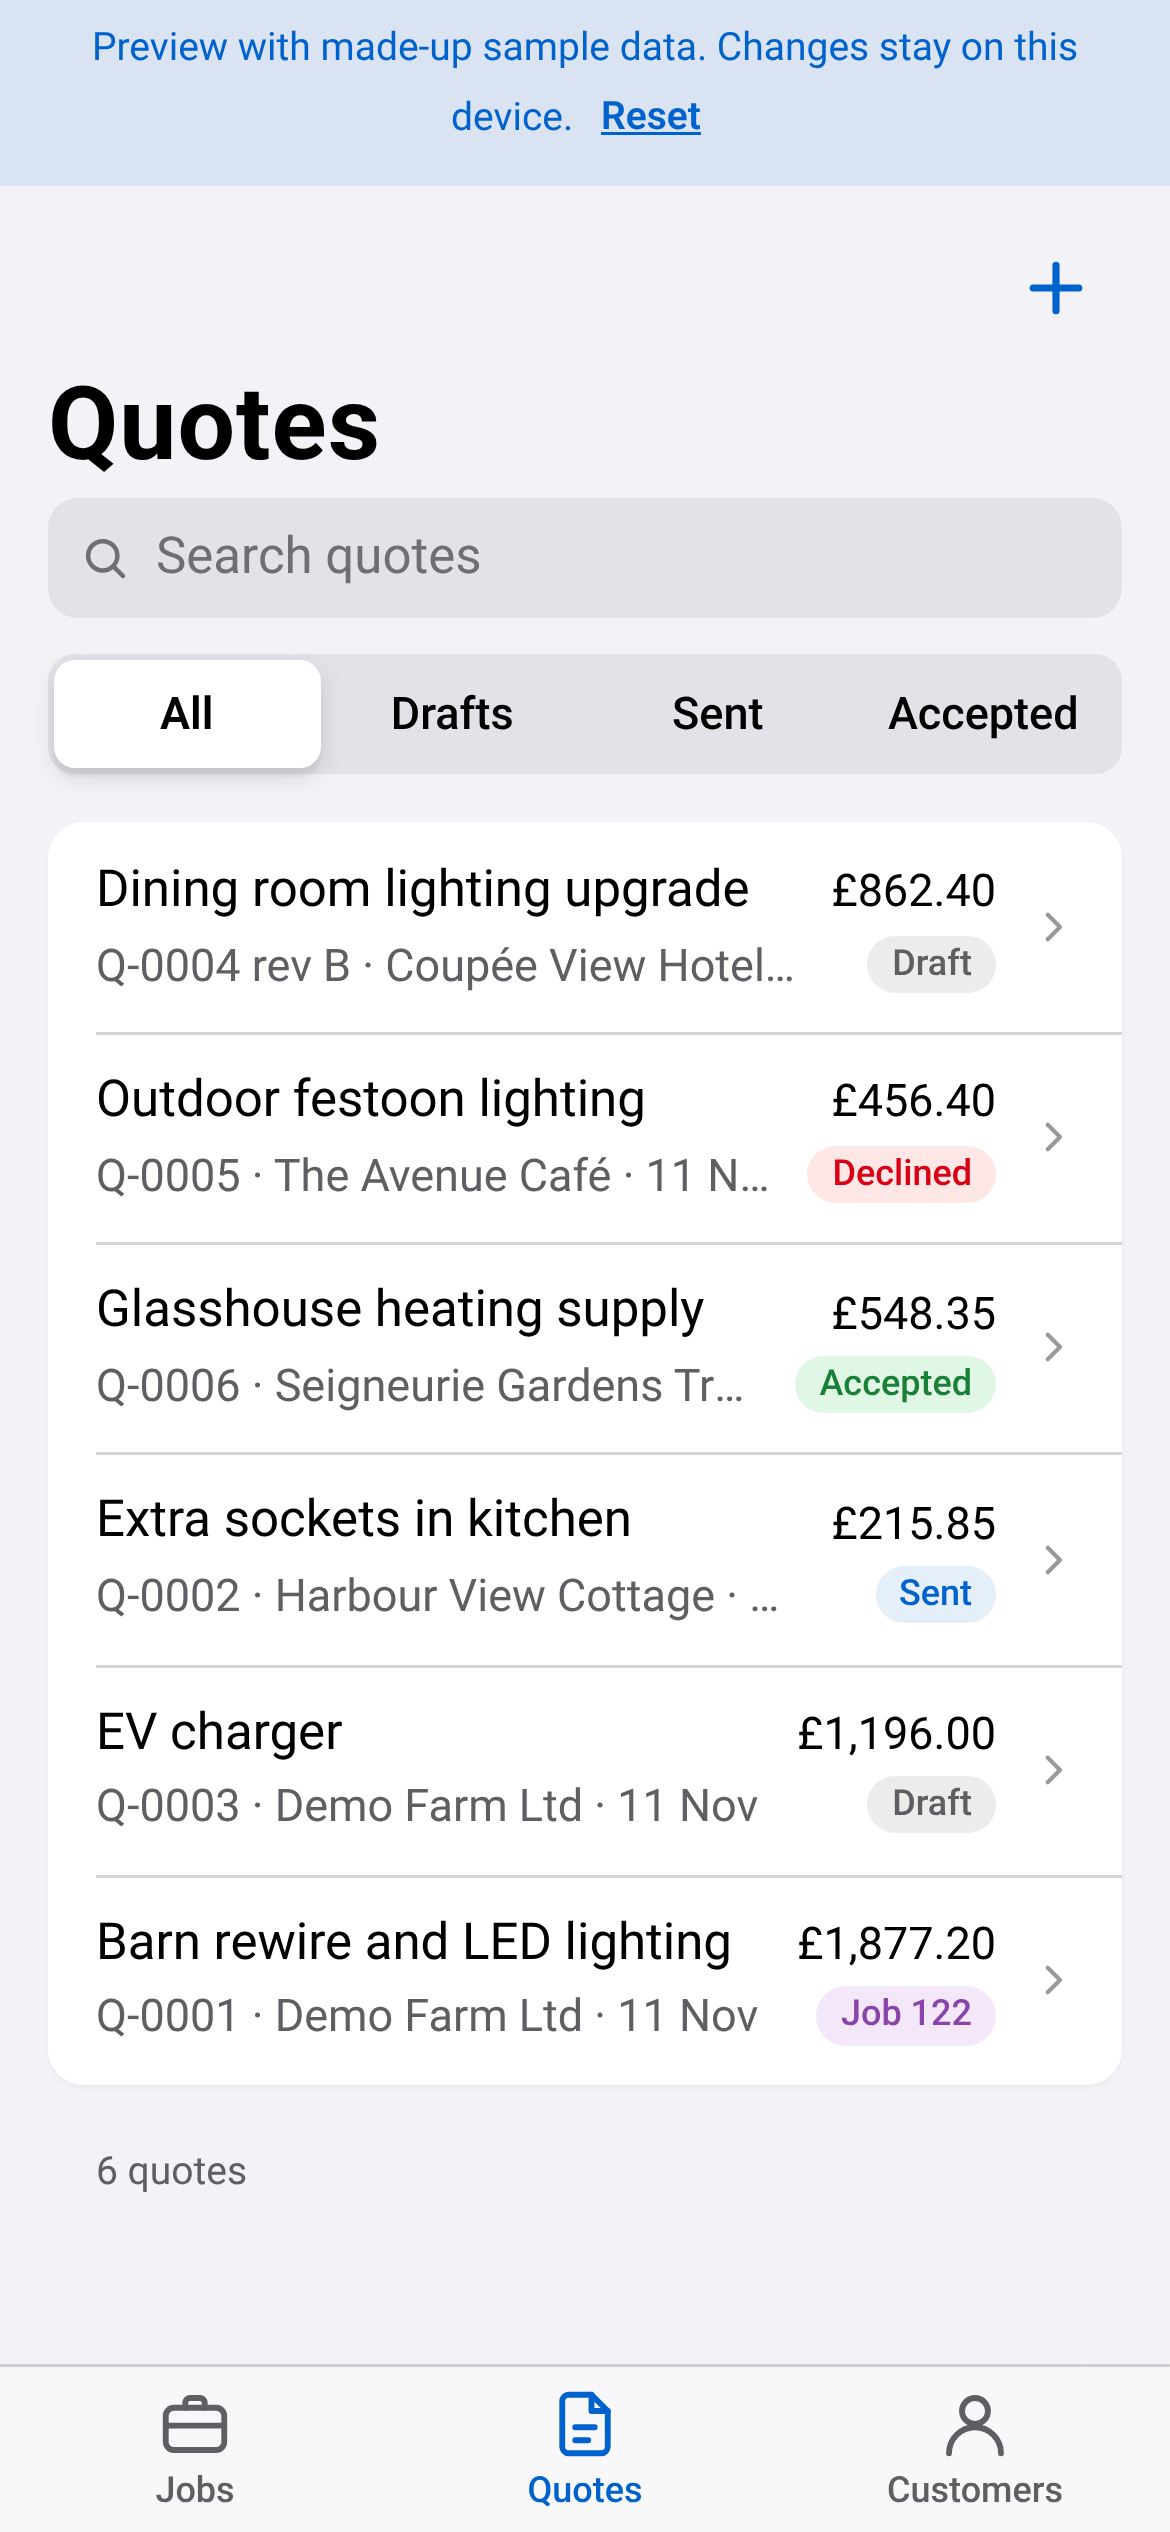 Preview with made-up sample data. Changes stay on this
device. Reset
Quotes
Search quotes
All Drafts Sent Accepted
Dining room lighting upgrade £862.40
Q-0004 rev B · Coupée View Hotel... Draft
Outdoor festoon lighting £456.40
Q-0005 · The Avenue Café · 11 N... Declined
Glasshouse heating supply £548.35
Q-0006 · Seigneurie Gardens Tr... Accepted
Extra sockets in kitchen £215.85
Q-0002 · Harbour View Cottage · ... Sent
EV charger £1,196.00
Q-0003 · Demo Farm Ltd · 11 Nov Draft
Barn rewire and LED lighting £1,877.20
Q-0001 · Demo Farm Ltd · 11 Nov Job 122
6 quotes
Jobs Quotes Customers